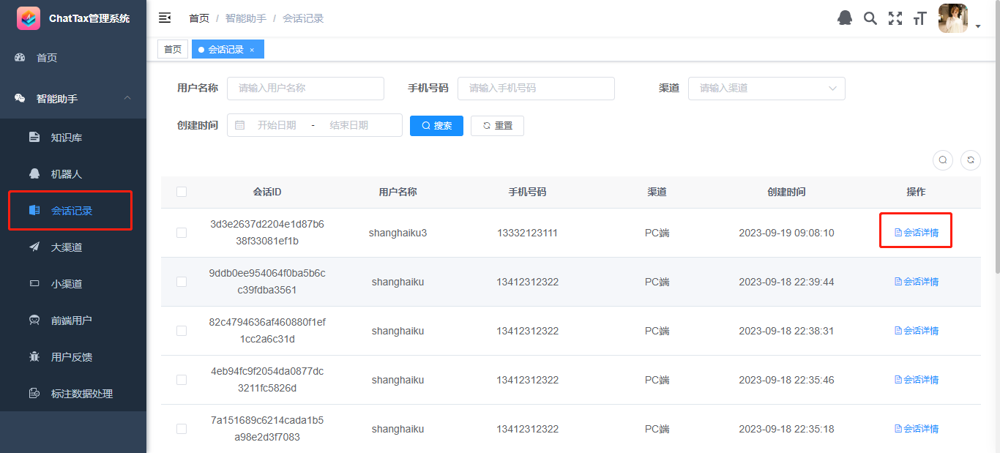 ChatTax管理系统
首页
智能助手
知识库
机器人
会话记录
大渠道
小渠道
前端用户
用户反馈
标注数据处理
首页 / 智能助手 / 会话记录
首页 会话记录 ×
用户名称 请输入用户名称 手机号码 请输入手机号码 渠道 请输入渠道
创建时间 开始日期 - 结束日期 搜索 重置
会话ID 用户名称 手机号码 渠道 创建时间 操作
3d3e2637d2204e1d87b6
38f33081ef1b
shanghaiku3 13332123111 PC端 2023-09-19 09:08:10 会话详情
9ddb0ee954064f0ba5b6c
c39fdba3561
shanghaiku 13412312322 PC端 2023-09-18 22:39:44 会话详情
82c4794636af460880f1ef
1cc2a6c31d
shanghaiku 13412312322 PC端 2023-09-18 22:38:31 会话详情
4eb94fc9f2054da0877dc
3211fc5826d
shanghaiku 13412312322 PC端 2023-09-18 22:35:46 会话详情
7a151689c6214cada1b5
a98e2d3f7083
shanghaiku 13412312322 PC端 2023-09-18 22:35:18 会话详情